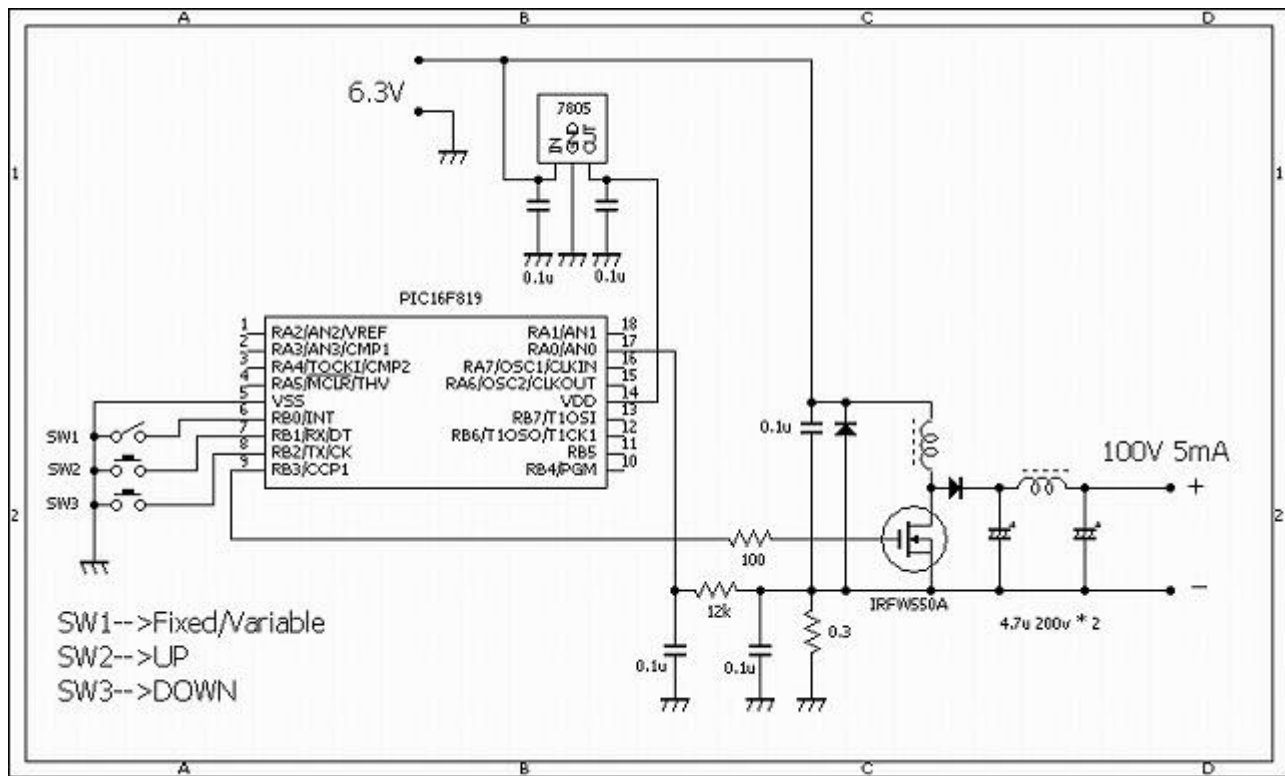 A B C D
6.3V
7805
IN GND OUT
1 1
0.1u 0.1u
PIC16F819
1 RA2/AN2/VREF RA1/AN1 18
2 RA3/AN3/CMP1 RA0/AN0 17
3 RA4/TOCKI/CMP2 RA7/OSC1/CLKIN 16
4 RA5/MCLR/THV RA6/OSC2/CLKOUT 15
5 VSS VDD 14
6 RB0/INT RB7/T1OSI 13
7 RB1/RX/DT RB6/T1OSO/T1CK1 12
8 RB2/TX/CK RB5 11
9 RB3/CCP1 RB4/PGM 10
SW1
SW2
SW3
0.1u
100V 5mA
+
2 2
100
−
12k
IRFW550A
0.3
4.7u 200v * 2
0.1u 0.1u
SW1-->Fixed/Variable
SW2-->UP
SW3-->DOWN
A B C D